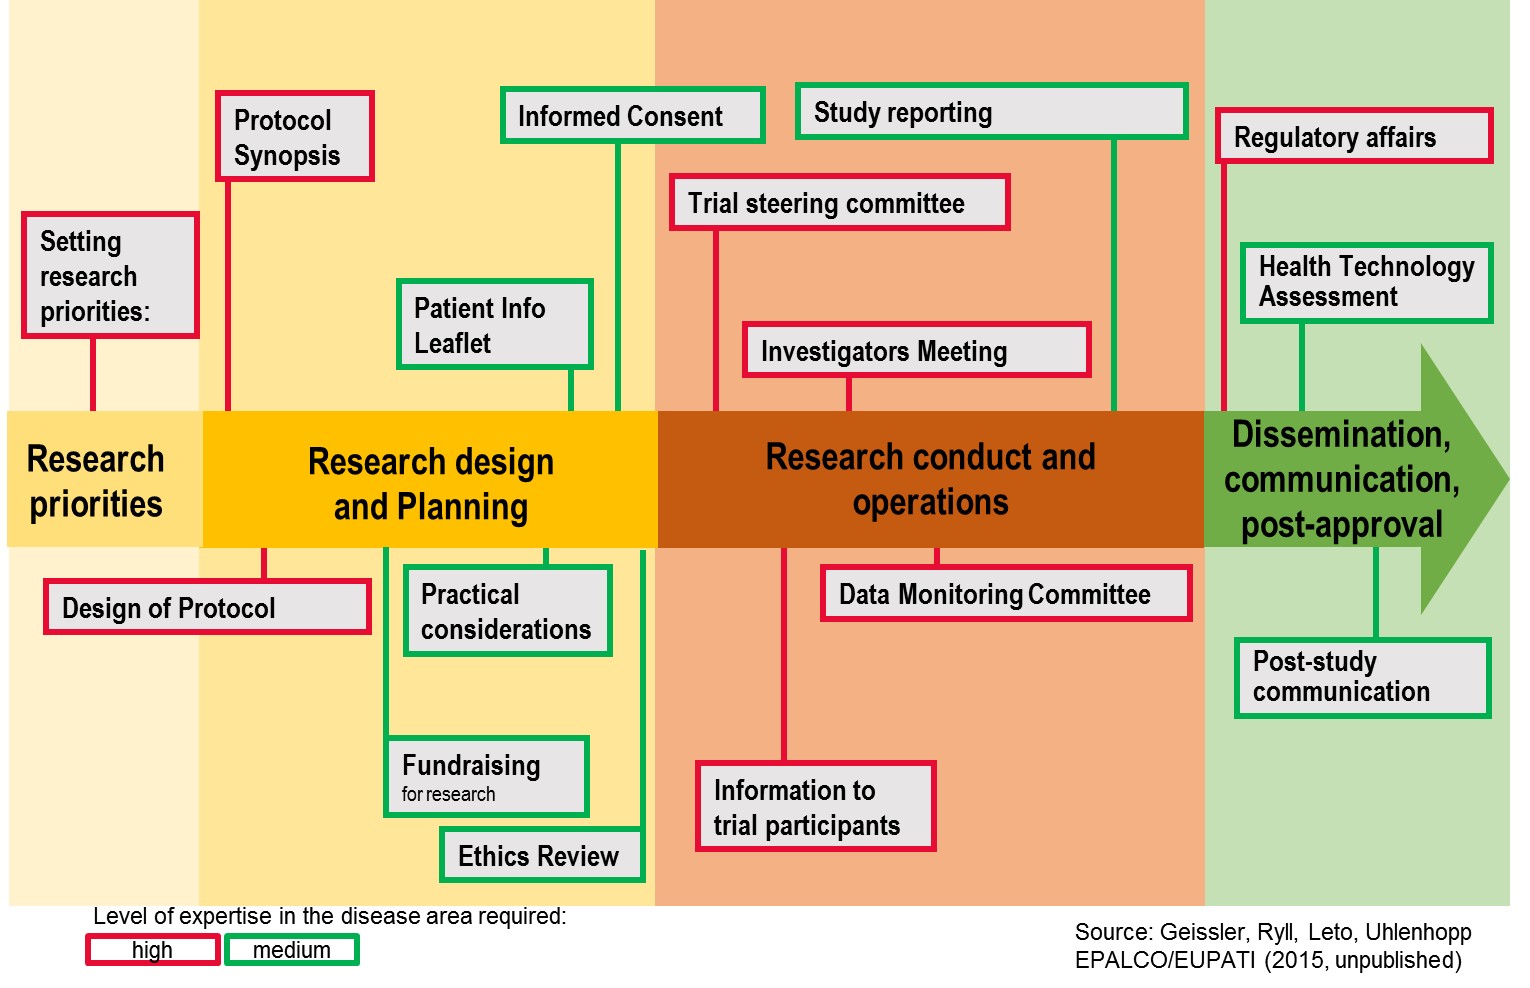 Protocol
Synopsis
Informed Consent
Study reporting
Regulatory affairs
Trial steering committee
Setting
research
priorities:
Patient Info
Leaflet
Health Technology
Assessment
Investigators Meeting
Research
priorities
Research design
and Planning
Research conduct and
operations
Dissemination,
communication,
post-approval
Design of Protocol
Practical
considerations
Data Monitoring Committee
Post-study
communication
Fundraising
for research
Information to
trial participants
Ethics Review
Level of expertise in the disease area required:
high
medium
Source: Geissler, Ryll, Leto, Uhlenhopp
EPALCO/EUPATI (2015, unpublished)